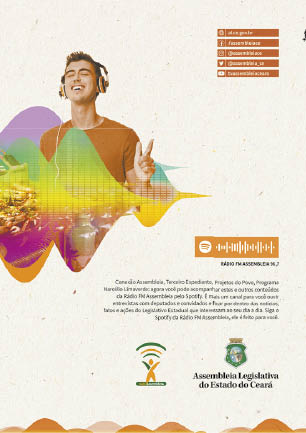 al.ce.gov.br
/assembleiace
@assembleiace
@assembleia_ce
tvassembleiaceara
RÁDIO FM ASSEMBLEIA 96,7
Conexão Assembleia, Terceiro Expediente, Projetos do Povo, Programa
Narcélio Limaverde: agora você pode acompanhar estes e outros conteúdos
da Rádio FM Assembleia pelo Spotify. É mais um canal para você ouvir
entrevistas com deputados e convidados e ficar por dentro das notícias,
fatos e ações do Legislativo Estadual que interessam ao seu dia a dia. Siga o
Spotify da Rádio FM Assembleia, ele é feito para você.
Assembleia Legislativa
do Estado do Ceará